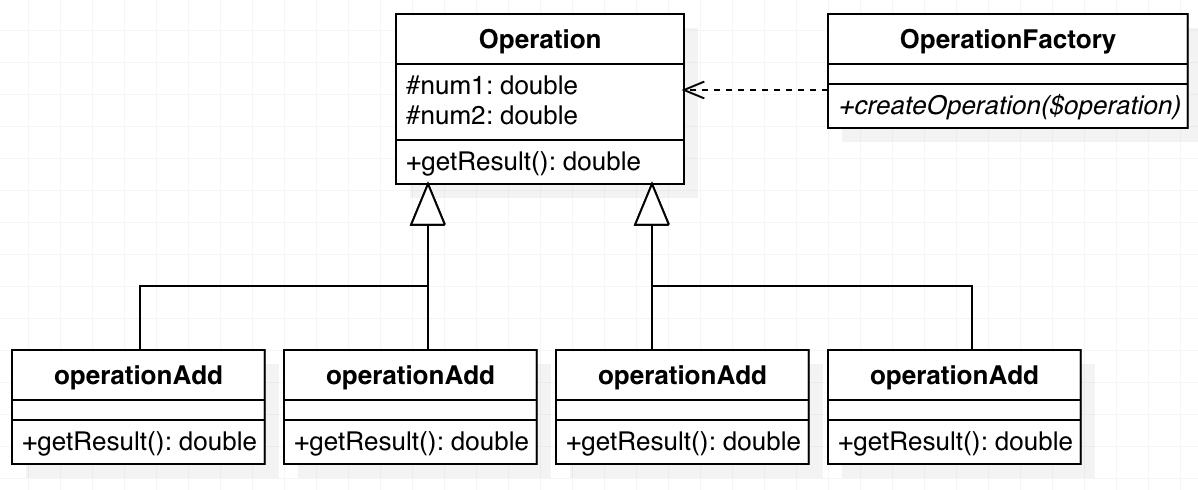 Operation
#num1: double
#num2: double
+getResult(): double
OperationFactory
+createOperation($operation)
operationAdd
+getResult(): double
operationAdd
+getResult(): double
operationAdd
+getResult(): double
operationAdd
+getResult(): double